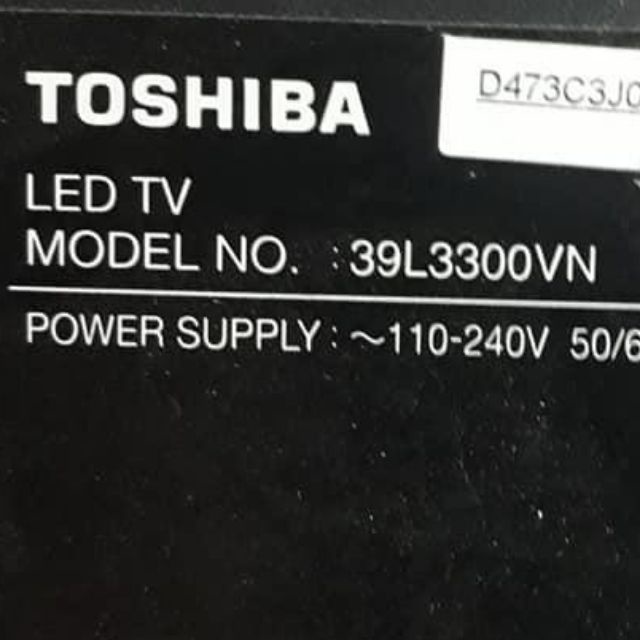 TOSHIBA
D473C3J0
LED TV
MODEL NO. :39L3300VN
POWER SUPPLY : ~110-240V 50/6